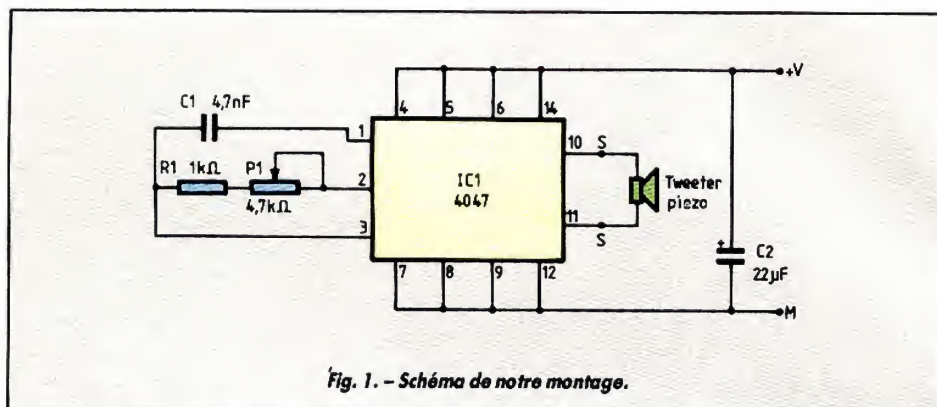 +V
4 5 6 14
C1 4,7nF
1
10 S
R1 1kΩ P1
2
IC1
4047
Tweeter
piezo
4,7kΩ
3
11
S
+
C2
22µF
7 8 9 12
M
Fig. 1. – Schéma de notre montage.